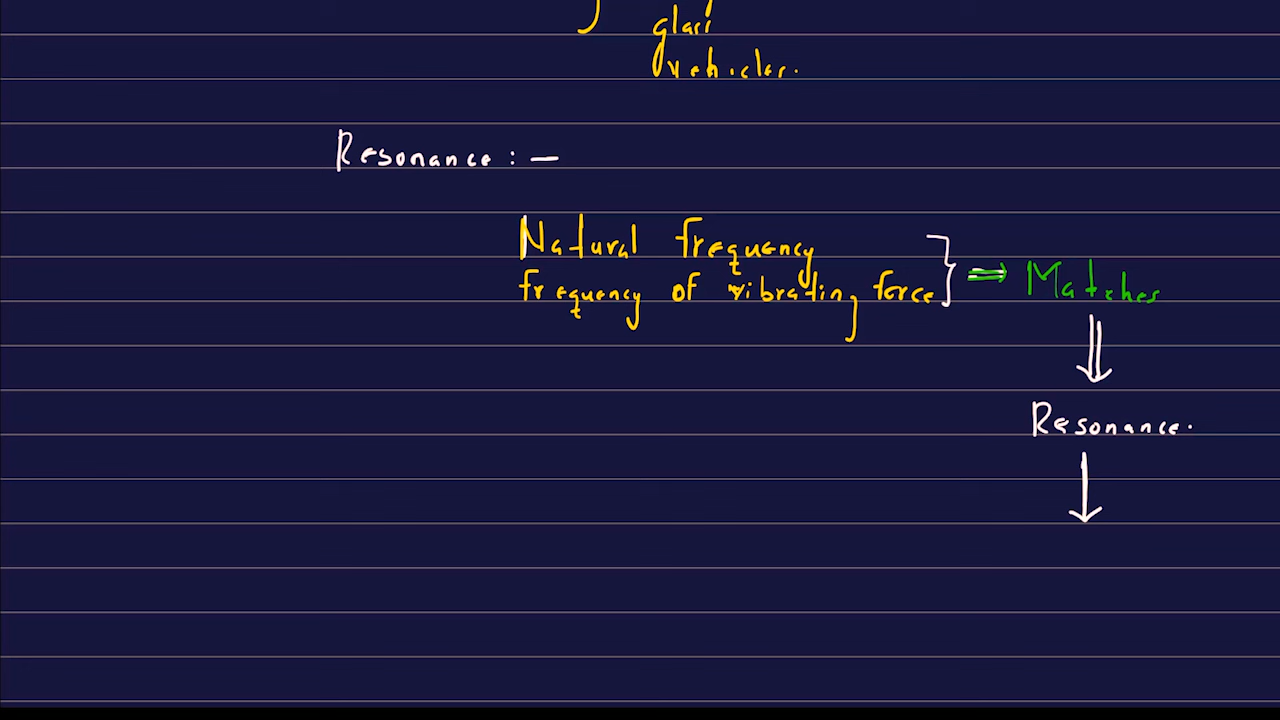 glass
vehicles.
Resonance : —
Natural frequency
frequency of vibrating force } ⇒ Matches
Resonance.